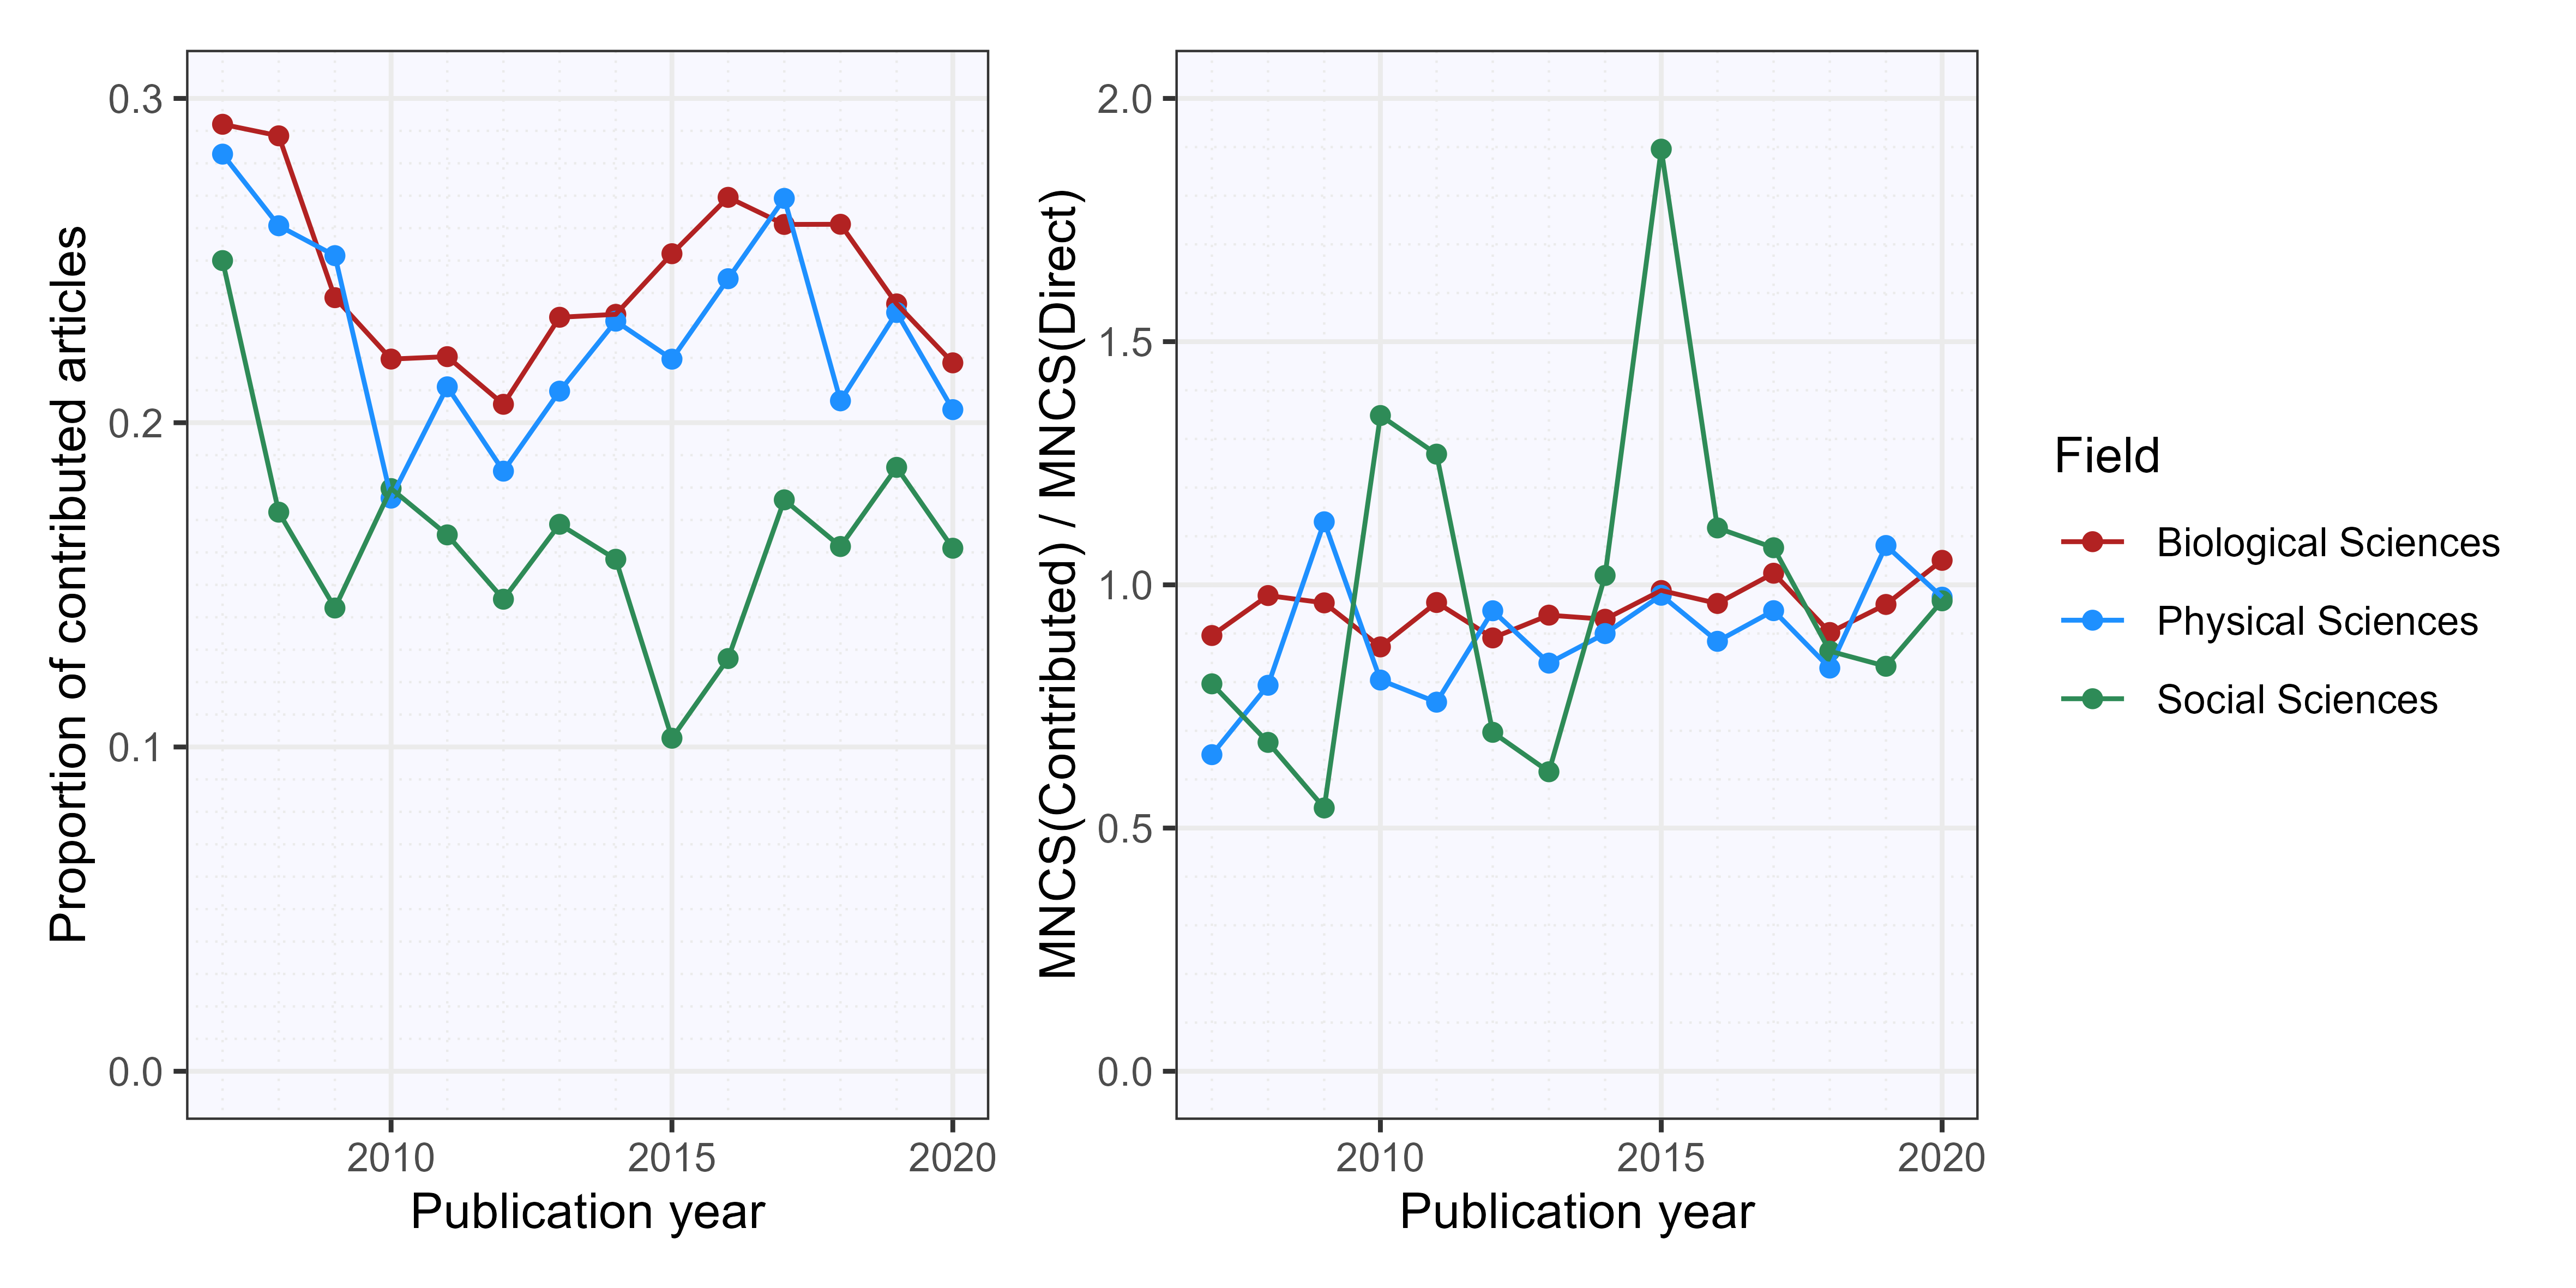 Proportion of contributed articles
0.3
0.2
0.1
0.0
2010 2015 2020
Publication year
MNCS(Contributed) / MNCS(Direct)
2.0
1.5
1.0
0.5
0.0
2010 2015 2020
Publication year
Field
Biological Sciences
Physical Sciences
Social Sciences